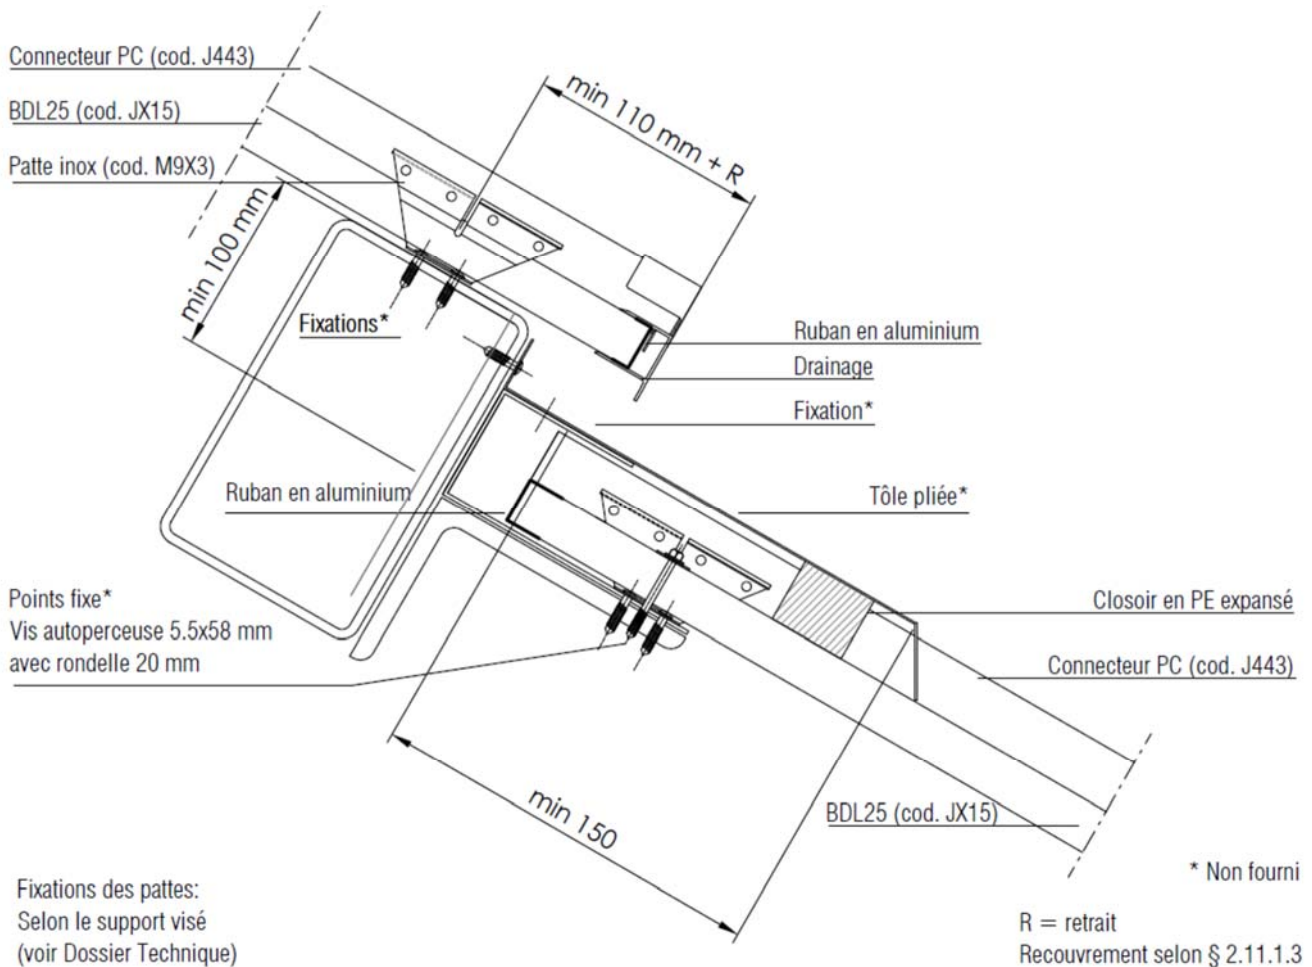 Connecteur PC (cod. J443)
BDL25 (cod. JX15)
Patte inox (cod. M9X3)
min 110 mm + R
min 100 mm
Fixations*
Ruban en aluminium
Drainage
Fixation*
Ruban en aluminium
Tôle pliée*
Points fixe*
Vis autoperceuse 5.5x58 mm
avec rondelle 20 mm
Closoir en PE expansé
Connecteur PC (cod. J443)
min 150
BDL25 (cod. JX15)
* Non fourni
Fixations des pattes:
Selon le support visé
(voir Dossier Technique)
R = retrait
Recouvrement selon § 2.11.1.3